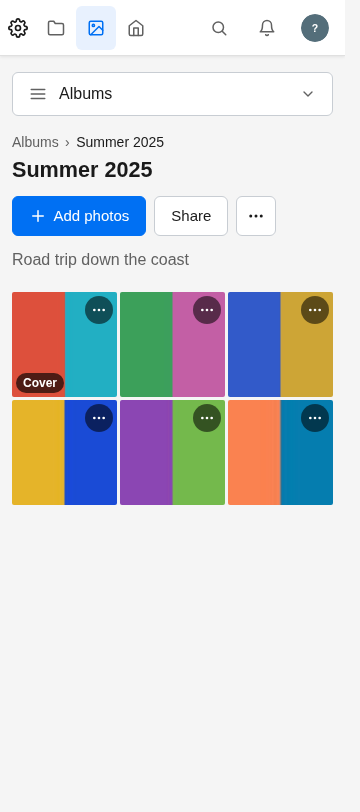 ?
Albums
Albums › Summer 2025
Summer 2025
Add photos Share
Road trip down the coast
Cover